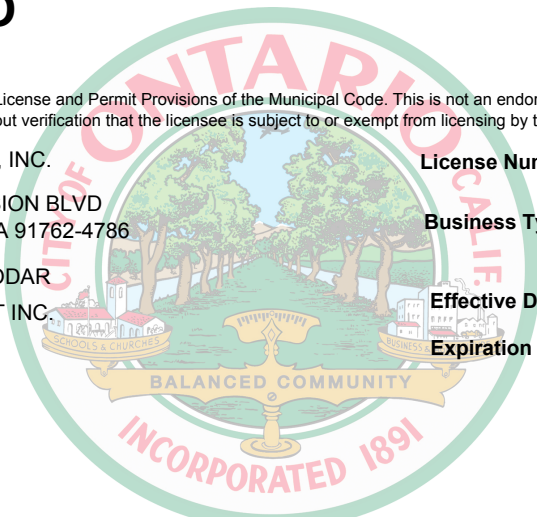 License and Permit Provisions of the Municipal Code. This is not an endor
out verification that the licensee is subject to or exempt from licensing by t
, INC.
License Nu
SION BLVD
A 91762-4786
Business Ty
ODAR
T INC.
Effective D
Expiration
CITY OF ONTARIO CALIF.
SCHOOLS & CHURCHES
BUSINESS &
BALANCED COMMUNITY
INCORPORATED 1891